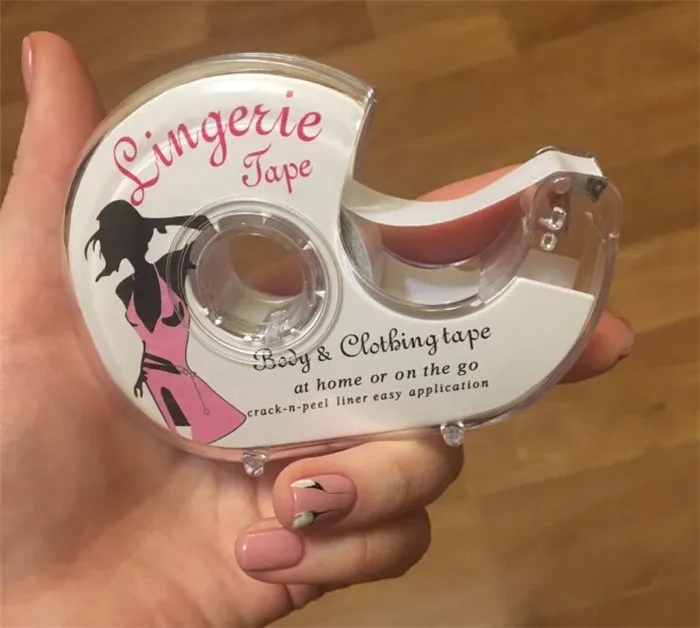 Lingerie
Tape
Body & Clothing tape
at home or on the go
crack-n-peel liner easy application